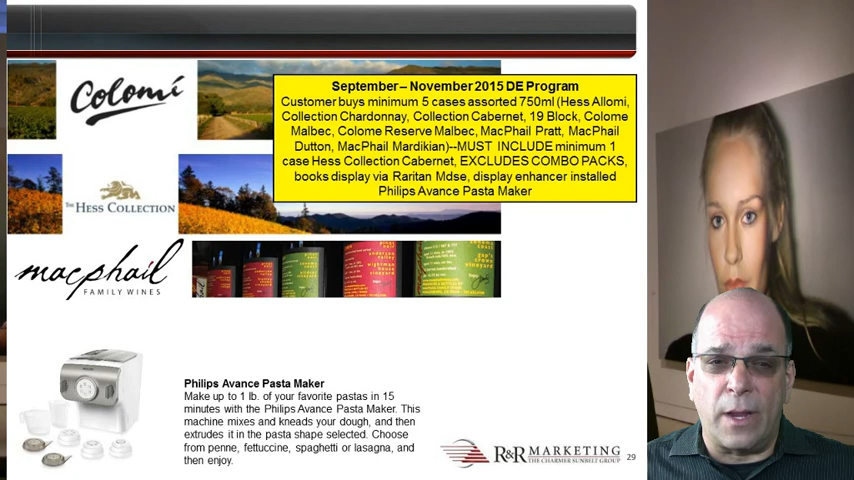 Colomé
September – November 2015 DE Program
Customer buys minimum 5 cases assorted 750ml (Hess Allomi,
Collection Chardonnay, Collection Cabernet, 19 Block, Colome
Malbec, Colome Reserve Malbec, MacPhail Pratt, MacPhail
Dutton, MacPhail Mardikian)--MUST INCLUDE minimum 1
case Hess Collection Cabernet, EXCLUDES COMBO PACKS,
books display via Raritan Mdse, display enhancer installed
Philips Avance Pasta Maker
THE HESS COLLECTION
macphail
FAMILY WINES
Philips Avance Pasta Maker
Make up to 1 lb. of your favorite pastas in 15
minutes with the Philips Avance Pasta Maker. This
machine mixes and kneads your dough, and then
extrudes it in the pasta shape selected. Choose
from penne, fettuccine, spaghetti or lasagna, and
then enjoy.
R&R MARKETING
THE CHARMER SUNBELT GROUP
29